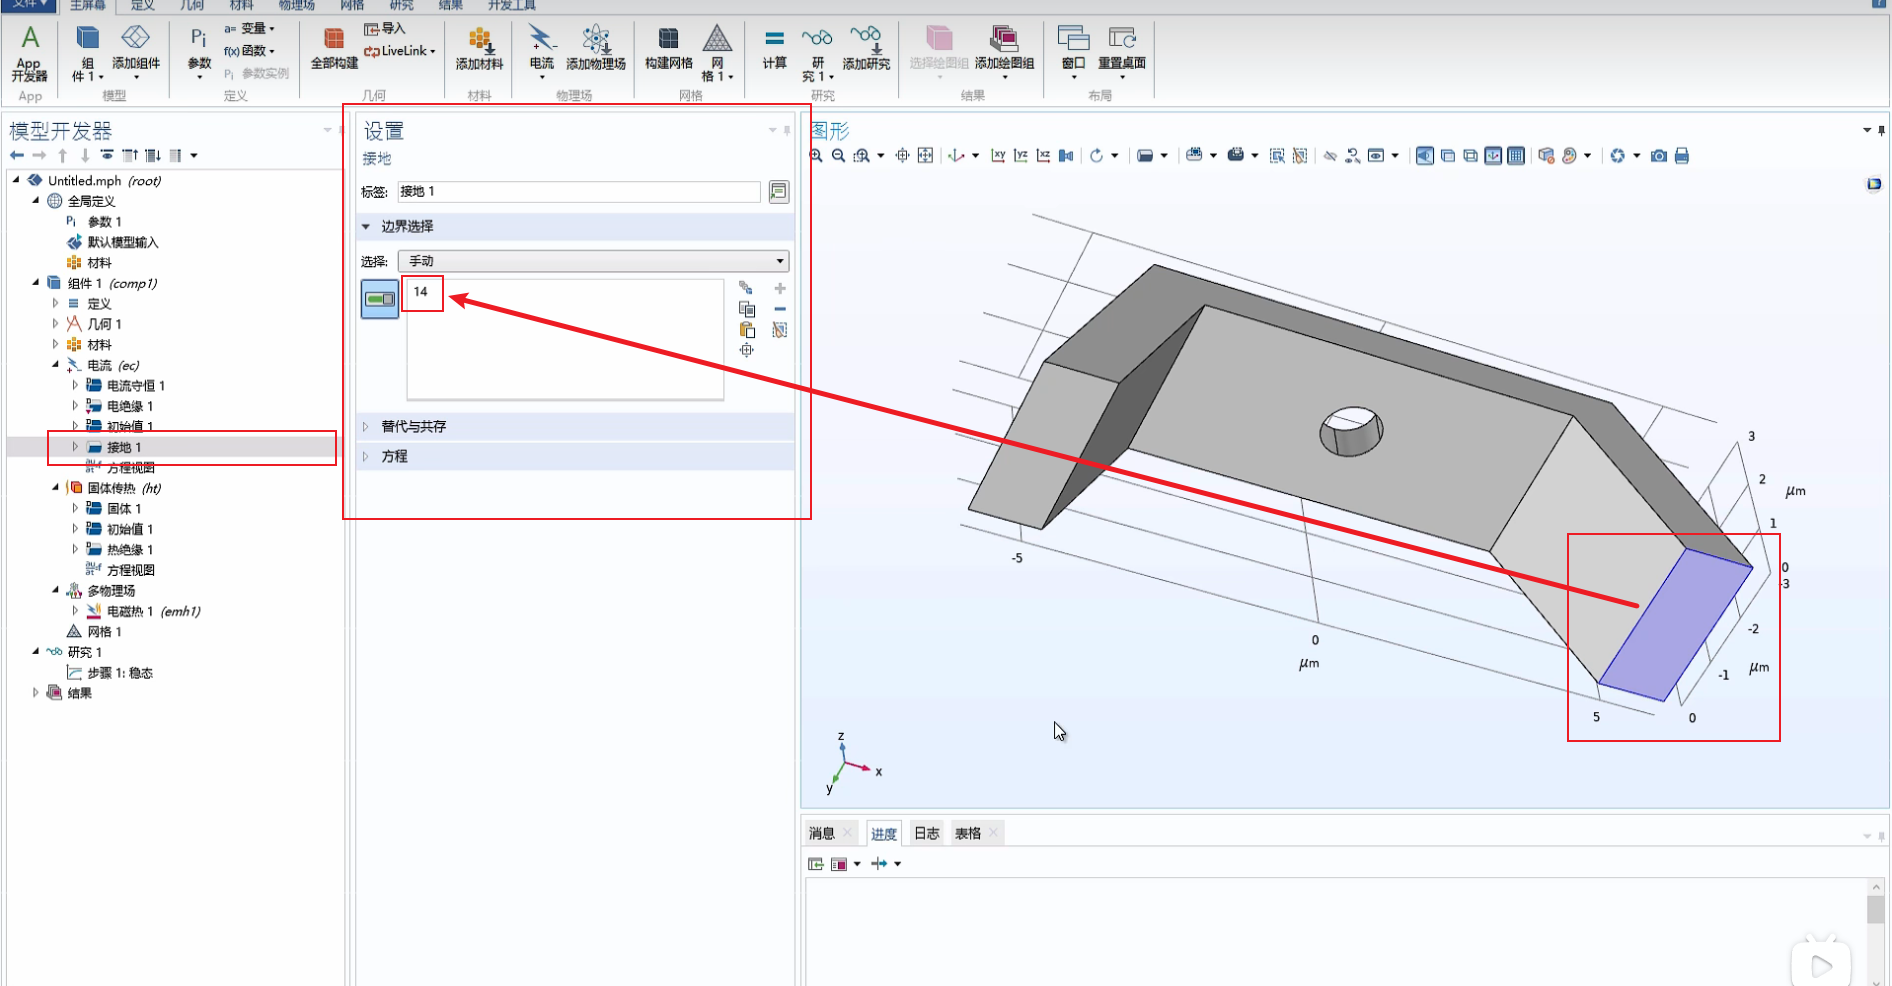 文件 主屏幕 定义 几何 材料 物理场 网格 研究 结果 开发工具
App 开发器
组件 1
添加组件
Pi 参数
a= 变量
f(x) 函数
Pi 参数实例
全部构建
导入
LiveLink
添加材料
电流
添加物理场
构建网格
网格 1
计算
研究 1
添加研究
选择绘图组
添加绘图组
窗口
重置桌面
App 模型 定义 几何 材料 物理场 网格 研究 结果 布局
模型开发器
Untitled.mph (root)
全局定义
Pi 参数 1
默认模型输入
材料
组件 1 (comp1)
定义
几何 1
材料
电流 (ec)
电流守恒 1
电绝缘 1
初始值 1
接地 1
方程视图
固体传热 (ht)
固体 1
初始值 1
热绝缘 1
方程视图
多物理场
电磁热 1 (emh1)
网格 1
研究 1
步骤 1: 稳态
结果
设置
接地
标签: 接地 1
边界选择
选择: 手动
14
替代与共存
方程
图形
xy yz xz
3
2
μm
1
0
-3
-2
μm
-1
0
-5
0
μm
5
z
x
y
消息 进度 日志 表格